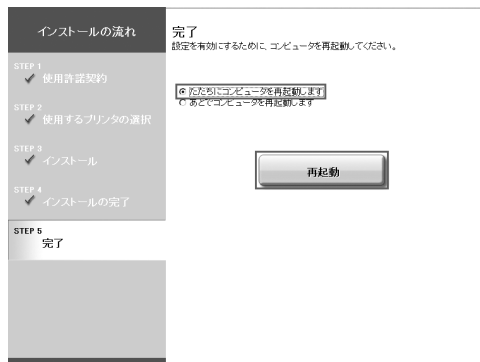 インストールの流れ
STEP 1
使用許諾契約
STEP 2
使用するプリンタの選択
STEP 3
インストール
STEP 4
インストールの完了
STEP 5
完了
完了
設定を有効にするために、コンピュータを再起動してください。
ただちにコンピュータを再起動します
あとでコンピュータを再起動します
再起動